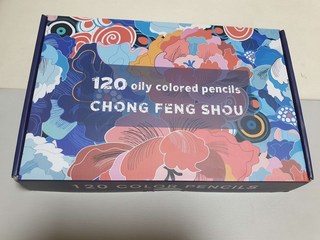 120 oily colored pencils
CHONG FENG SHOU
120 COLOR PENCILS